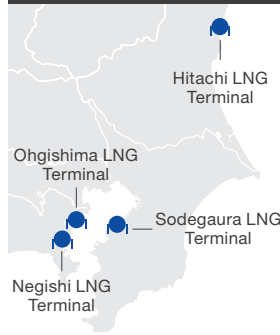 Hitachi LNG
Terminal
Ohgishima LNG
Terminal
Sodegaura LNG
Terminal
Negishi LNG
Terminal